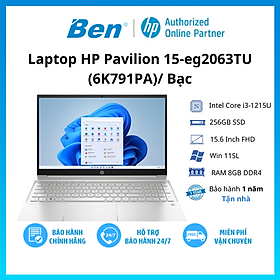 Ben
hp
Authorized
Online Partner
Laptop HP Pavilion 15-eg2063TU
(6K791PA)/ Bạc
Intel Core i3-1215U
256GB SSD
15.6 Inch FHD
Win 11SL
RAM 8GB DDR4
Bảo hành 1 năm
Tận nhà
BẢO HÀNH
CHÍNH HÃNG
HỖ TRỢ
BẢO HÀNH 24/7
MIỄN PHÍ
VẬN CHUYỂN